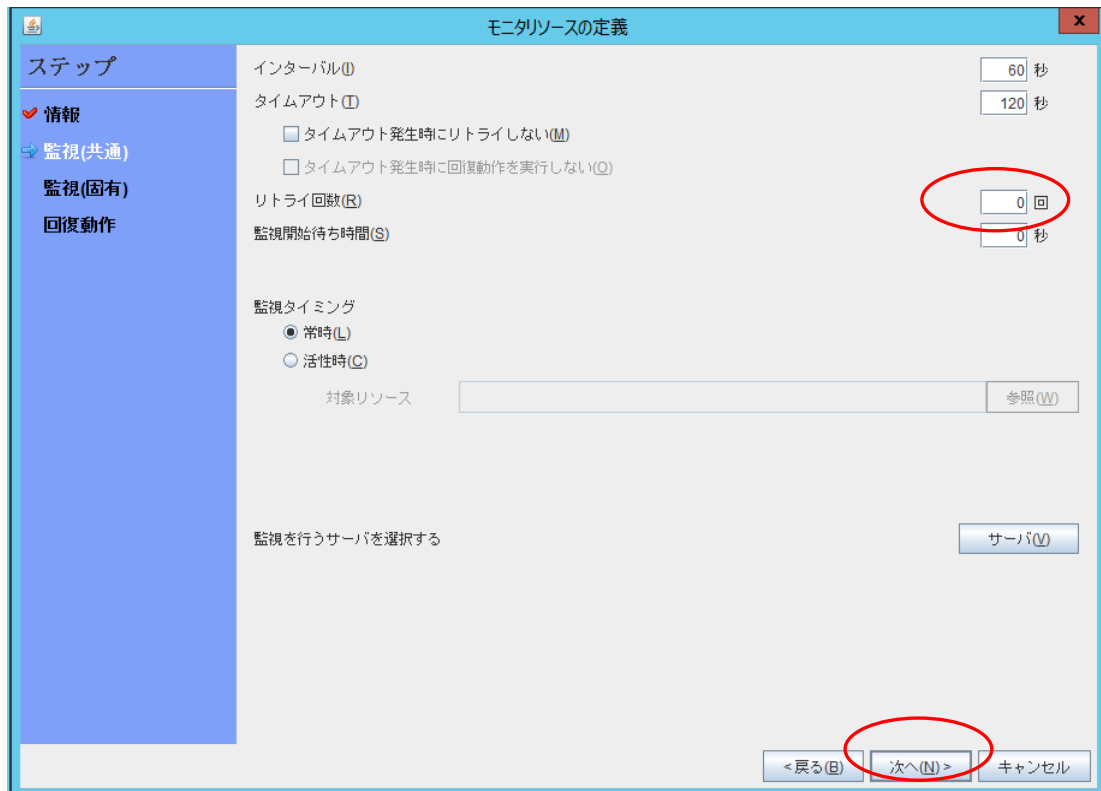 モニタリソースの定義
x
ステップ
情報
監視(共通)
監視(固有)
回復動作
インターバル(I) 60 秒
タイムアウト(T) 120 秒
タイムアウト発生時にリトライしない(M)
タイムアウト発生時に回復動作を実行しない(O)
リトライ回数(R) 0 回
監視開始待ち時間(S) 0 秒
監視タイミング
常時(L)
活性時(C)
対象リソース 参照(W)
監視を行うサーバを選択する サーバ(V)
<戻る(B) 次へ(N)> キャンセル